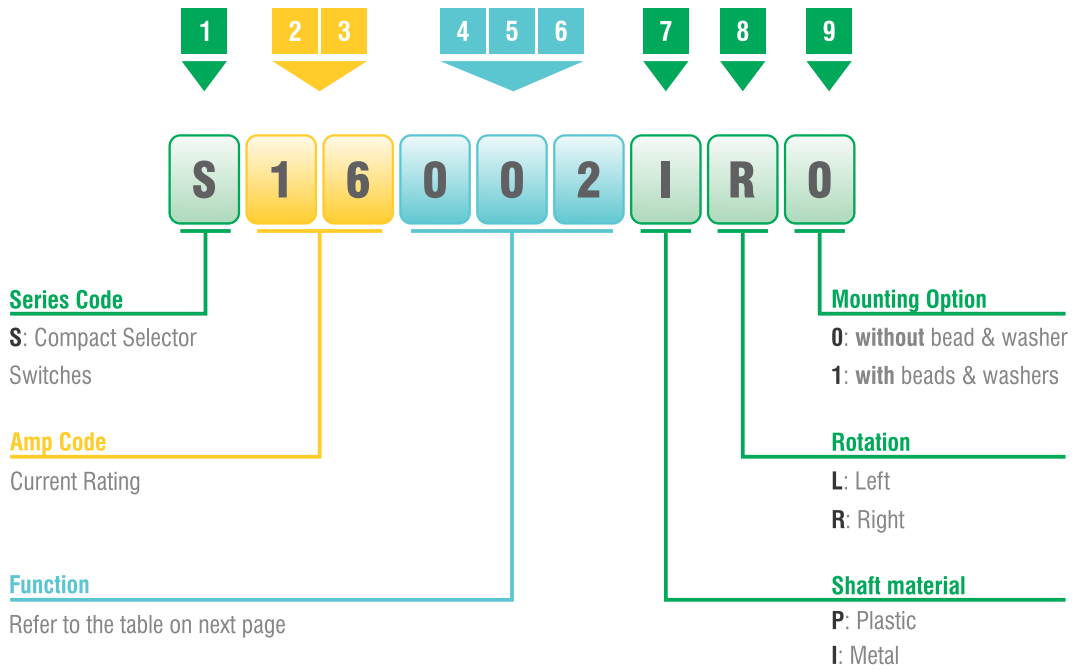 1 2 3 4 5 6 7 8 9
S 1 6 0 0 2 I R 0
Series Code
S: Compact Selector
Switches
Amp Code
Current Rating
Function
Refer to the table on next page
Mounting Option
0: without bead & washer
1: with beads & washers
Rotation
L: Left
R: Right
Shaft material
P: Plastic
I: Metal